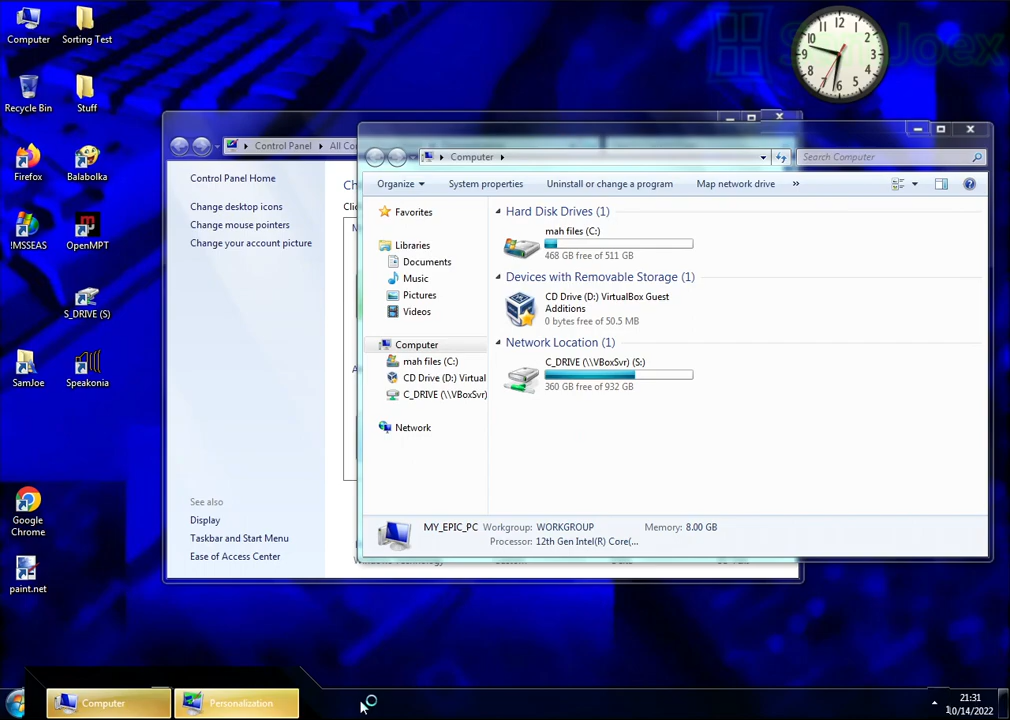 Computer
Sorting Test
Recycle Bin
Stuff
Firefox
Balabolka
!MSSEAS
OpenMPT
S_DRIVE (S)
SamJoe
Speakonia
Google
Chrome
paint.net
Control Panel
All Co
Control Panel Home
Change desktop icons
Change mouse pointers
Change your account picture
See also
Display
Taskbar and Start Menu
Ease of Access Center
Computer
Search Computer
Organize
System properties
Uninstall or change a program
Map network drive
»
Favorites
Libraries
Documents
Music
Pictures
Videos
Computer
mah files (C:)
CD Drive (D:) Virtual
C_DRIVE (\\VBoxSvr)
Network
Hard Disk Drives (1)
mah files (C:)
468 GB free of 511 GB
Devices with Removable Storage (1)
CD Drive (D:) VirtualBox Guest
Additions
0 bytes free of 50.5 MB
Network Location (1)
C_DRIVE (\\VBoxSvr) (S:)
360 GB free of 932 GB
MY_EPIC_PC Workgroup: WORKGROUP Memory: 8.00 GB
Processor: 12th Gen Intel(R) Core(...
Computer
Personalization
21:31
10/14/2022